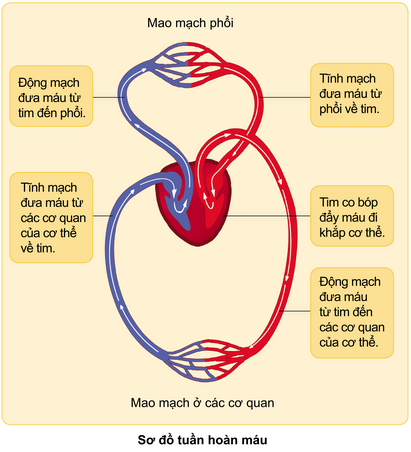 Mao mạch phổi
Động mạch
đưa máu từ
tim đến phổi.
Tĩnh mạch
đưa máu từ
phổi về tim.
Tĩnh mạch
đưa máu từ
các cơ quan
của cơ thể
về tim.
Tim co bóp
đẩy máu đi
khắp cơ thể.
Động mạch
đưa máu
từ tim đến
các cơ quan
của cơ thể.
Mao mạch ở các cơ quan
Sơ đồ tuần hoàn máu